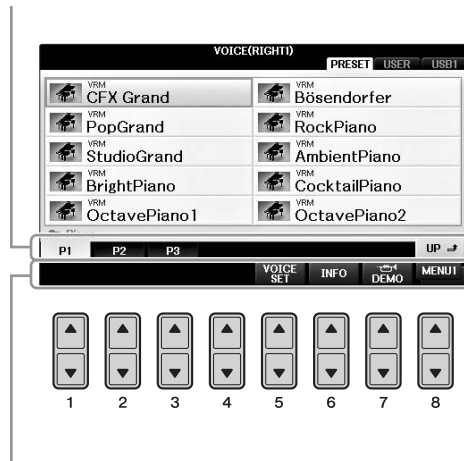 VOICE(RIGHT1)
PRESET USER USB1
VRM
CFX Grand
VRM
Bösendorfer
VRM
PopGrand
VRM
RockPiano
VRM
StudioGrand
VRM
AmbientPiano
VRM
BrightPiano
VRM
CocktailPiano
VRM
OctavePiano1
VRM
OctavePiano2
Piano
P1 P2 P3 UP
VOICE SET INFO DEMO MENU1
1 2 3 4 5 6 7 8